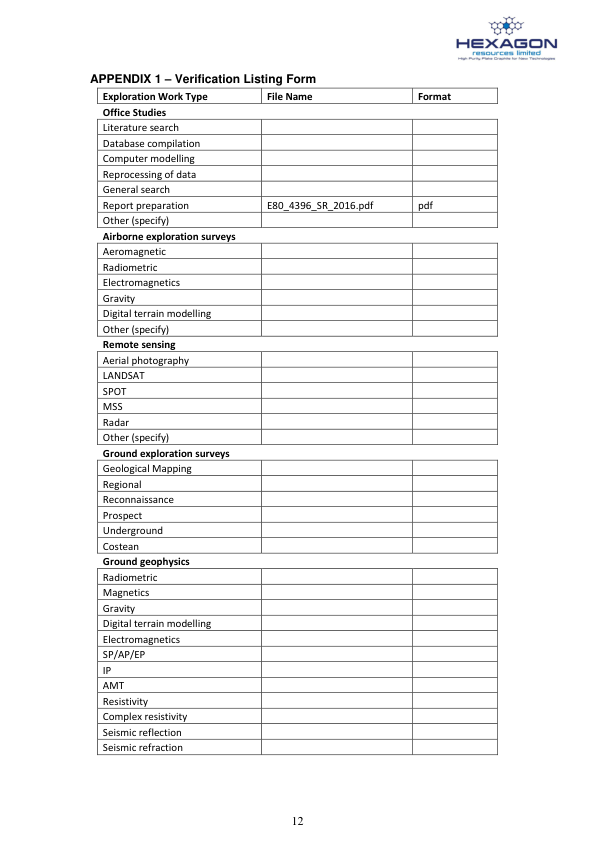 HEXAGON
resources limited
High Purity Flake Graphite for New Technologies
APPENDIX 1 – Verification Listing Form
Exploration Work Type File Name Format
Office Studies
Literature search
Database compilation
Computer modelling
Reprocessing of data
General search
Report preparation E80_4396_SR_2016.pdf pdf
Other (specify)
Airborne exploration surveys
Aeromagnetic
Radiometric
Electromagnetics
Gravity
Digital terrain modelling
Other (specify)
Remote sensing
Aerial photography
LANDSAT
SPOT
MSS
Radar
Other (specify)
Ground exploration surveys
Geological Mapping
Regional
Reconnaissance
Prospect
Underground
Costean
Ground geophysics
Radiometric
Magnetics
Gravity
Digital terrain modelling
Electromagnetics
SP/AP/EP
IP
AMT
Resistivity
Complex resistivity
Seismic reflection
Seismic refraction
12